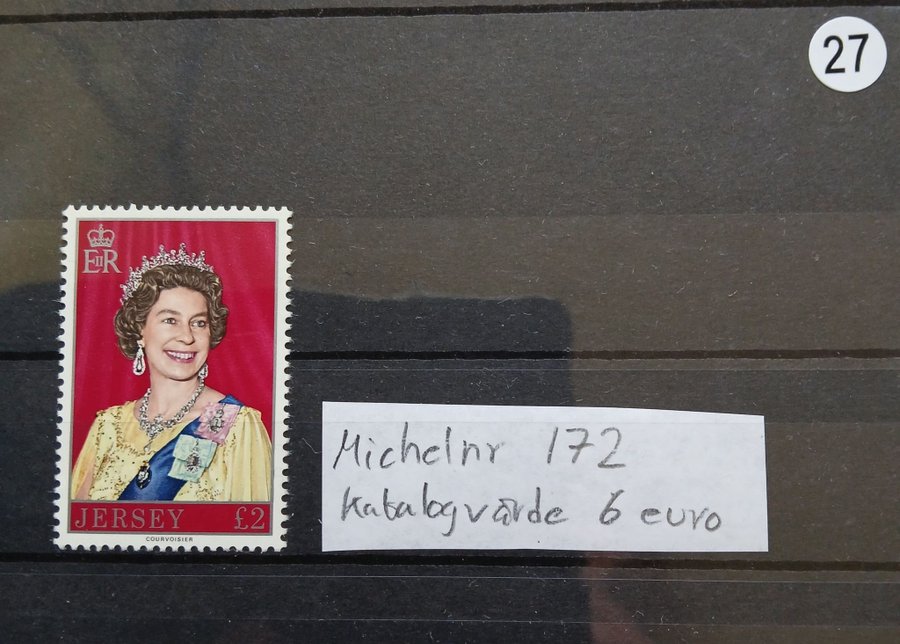 27
EIIR
JERSEY £2
COURVOISIER
Michelnr 172
Katalogvärde 6 euro